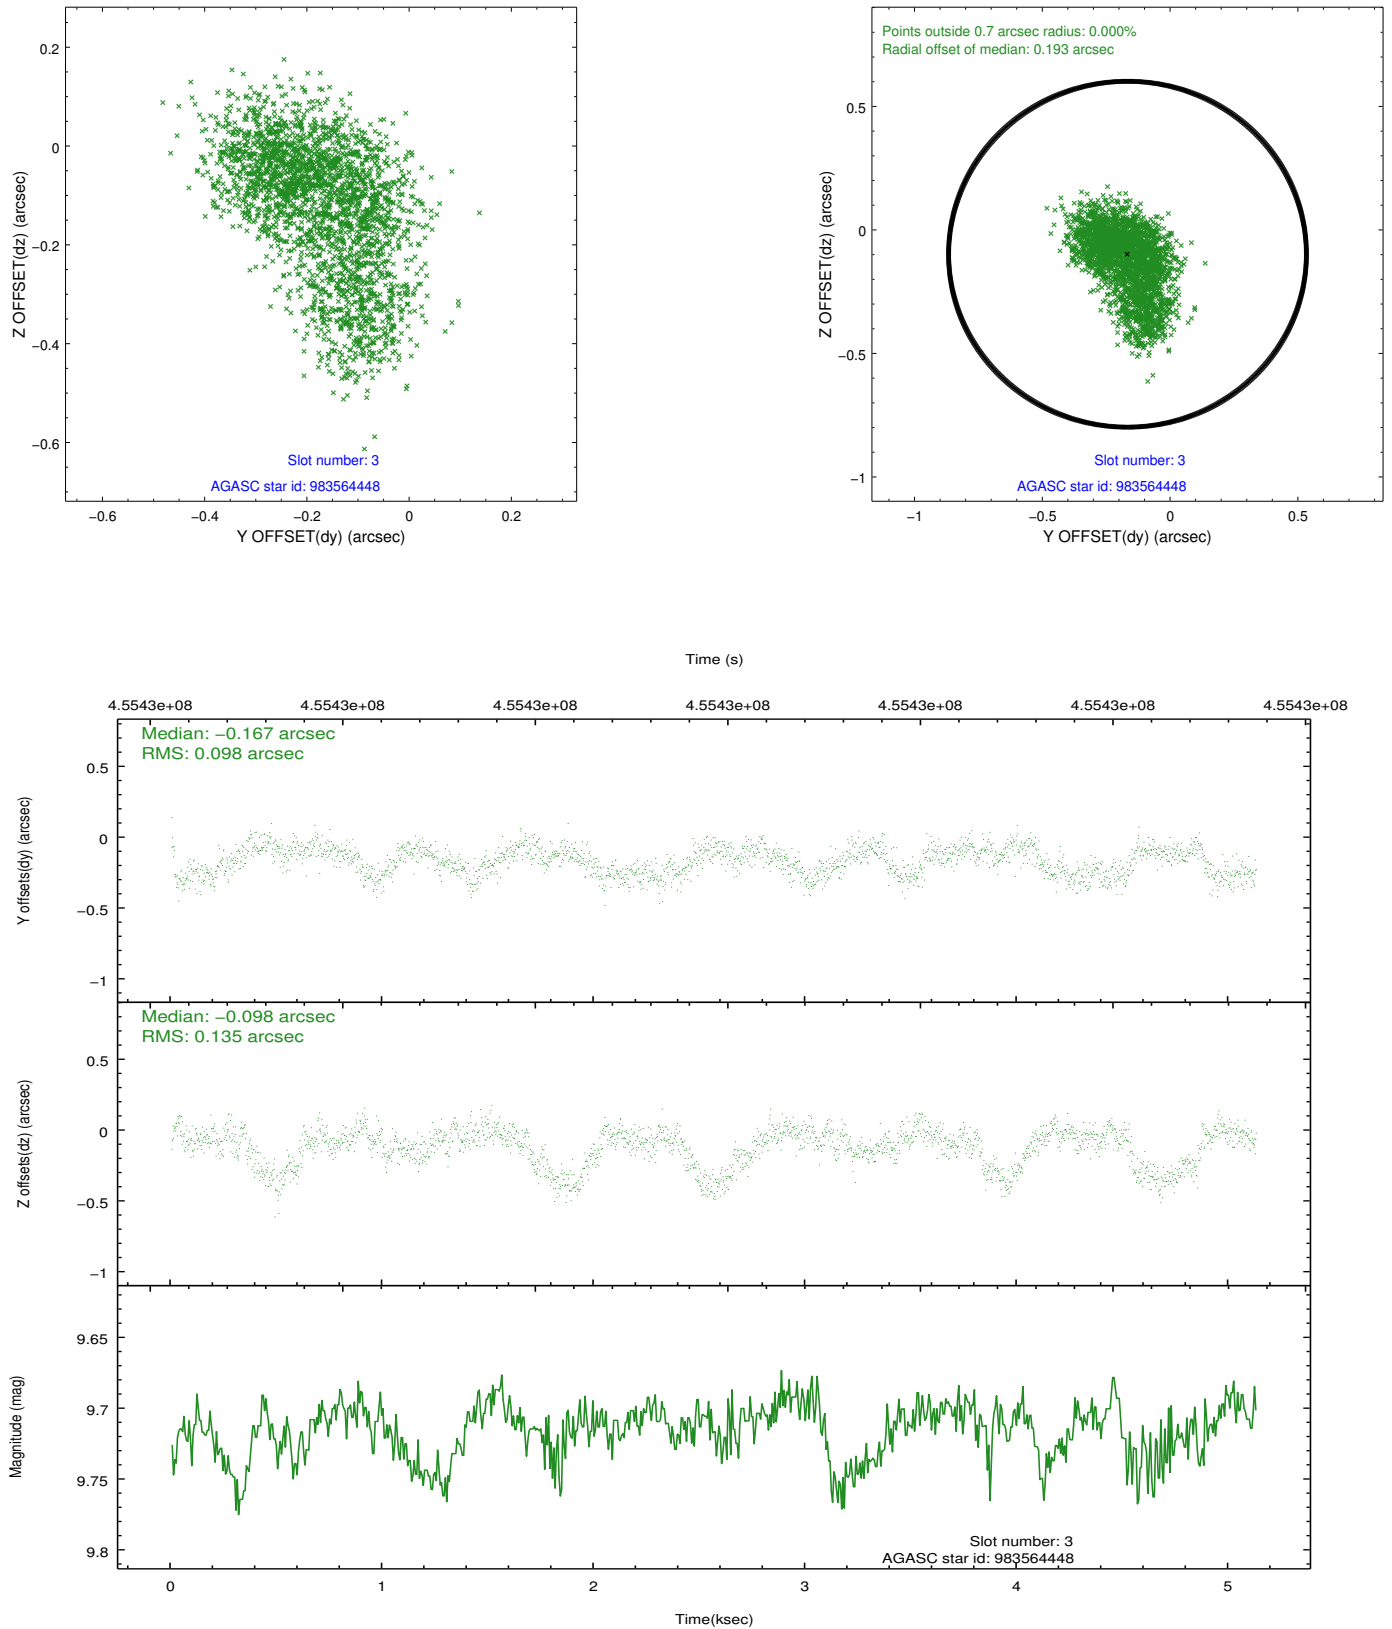 0.2
0
−0.2
−0.4
−0.6
Z OFFSET(dz) (arcsec)
Slot number: 3
AGASC star id: 983564448
−0.6
−0.4
−0.2
0
0.2
Y OFFSET(dy) (arcsec)
Points outside 0.7 arcsec radius: 0.000%
Radial offset of median: 0.193 arcsec
0.5
0
−0.5
−1
Z OFFSET(dz) (arcsec)
Slot number: 3
AGASC star id: 983564448
−1
−0.5
0
0.5
Y OFFSET(dy) (arcsec)
Time (s)
4.5543e+08
4.5543e+08
4.5543e+08
4.5543e+08
4.5543e+08
4.5543e+08
4.5543e+08
Median: −0.167 arcsec
RMS: 0.098 arcsec
0.5
0
−0.5
−1
Y offsets(dy) (arcsec)
Median: −0.098 arcsec
RMS: 0.135 arcsec
0.5
0
−0.5
−1
Z offsets(dz) (arcsec)
9.65
9.7
9.75
9.8
Magnitude (mag)
Slot number: 3
AGASC star id: 983564448
0
1
2
3
4
5
Time(ksec)